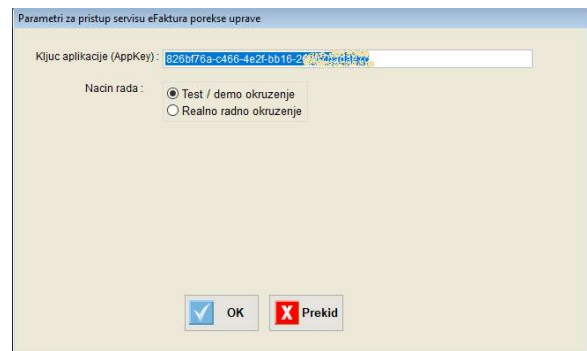 Parametri za pristup servisu eFaktura porekse uprave
Kljuc aplikacije (AppKey) : 826bf76a-c466-4e2f-bb16-2
Nacin rada :
Test / demo okruzenje
Realno radno okruzenje
OK
X Prekid